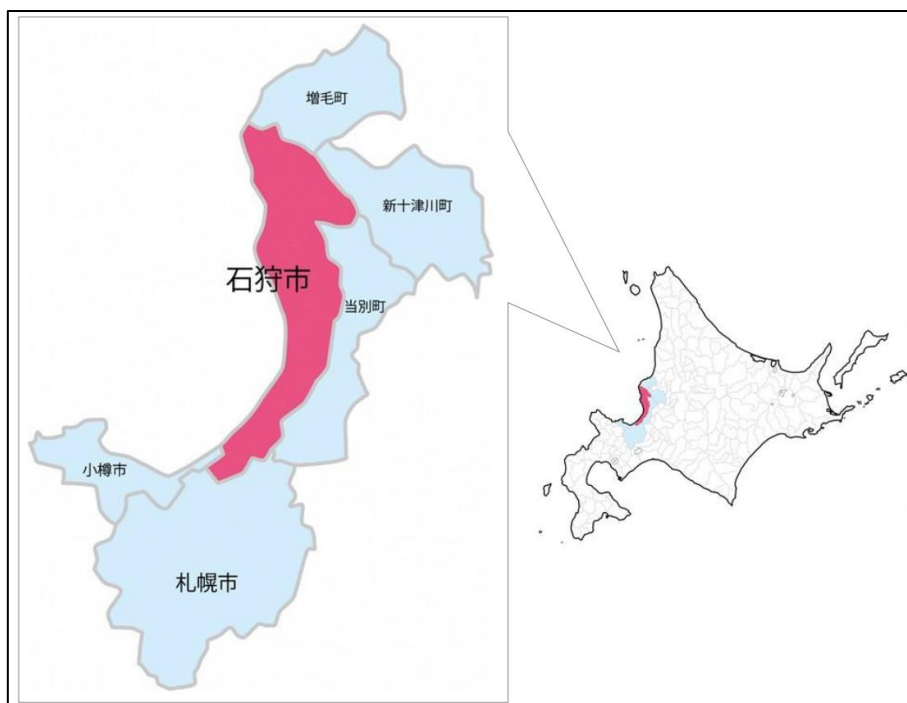 増毛町
新十津川町
石狩市
当別町
小樽市
札幌市